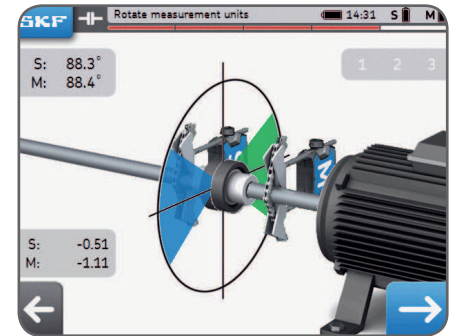 SKF
Rotate measurement units
14:31 S M
S: 88.3°
M: 88.4°
1 2 3
S
M
S: -0.51
M: -1.11